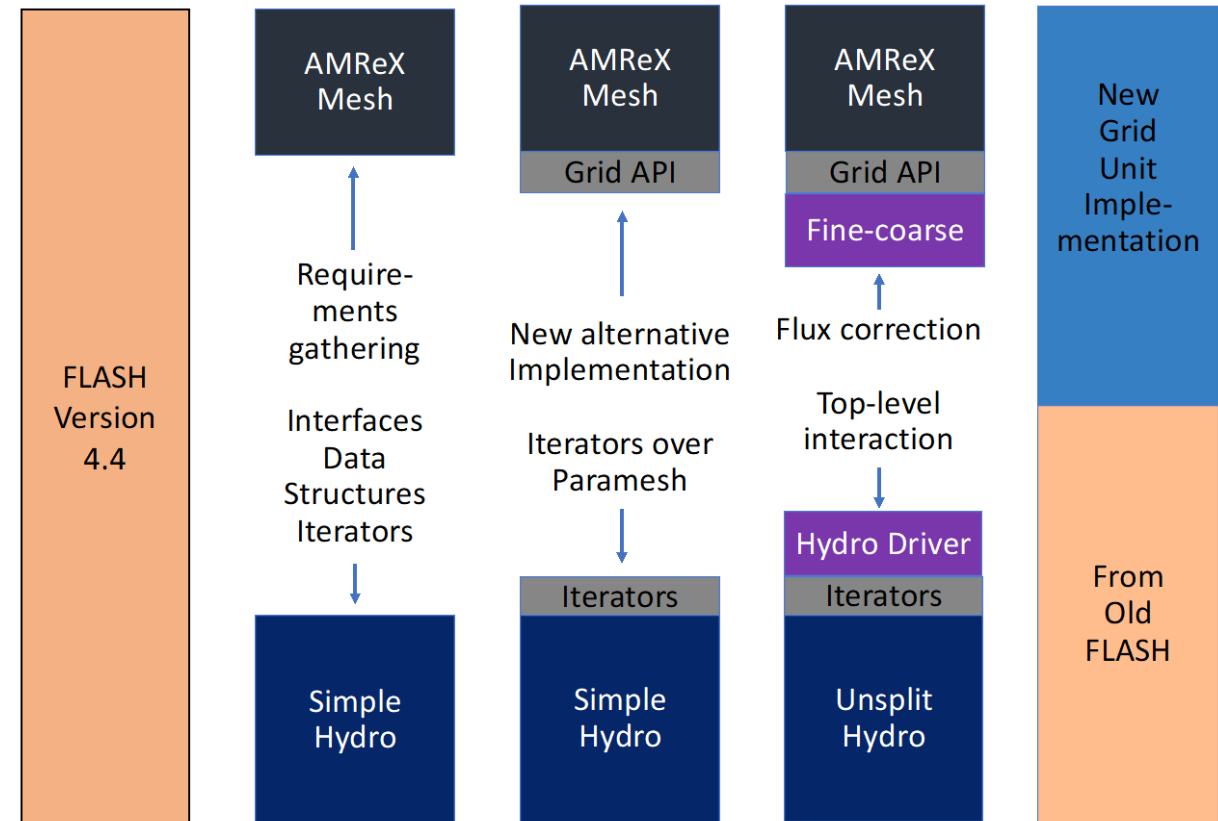 FLASH
Version
4.4
AMReX
Mesh
Require-
ments
gathering
Interfaces
Data
Structures
Iterators
Simple
Hydro
AMReX
Mesh
Grid API
New alternative
Implementation
Iterators over
Paramesh
Iterators
Simple
Hydro
AMReX
Mesh
Grid API
Fine-coarse
Flux correction
Top-level
interaction
Hydro Driver
Iterators
Unsplit
Hydro
New
Grid
Unit
Imple-
mentation
From
Old
FLASH